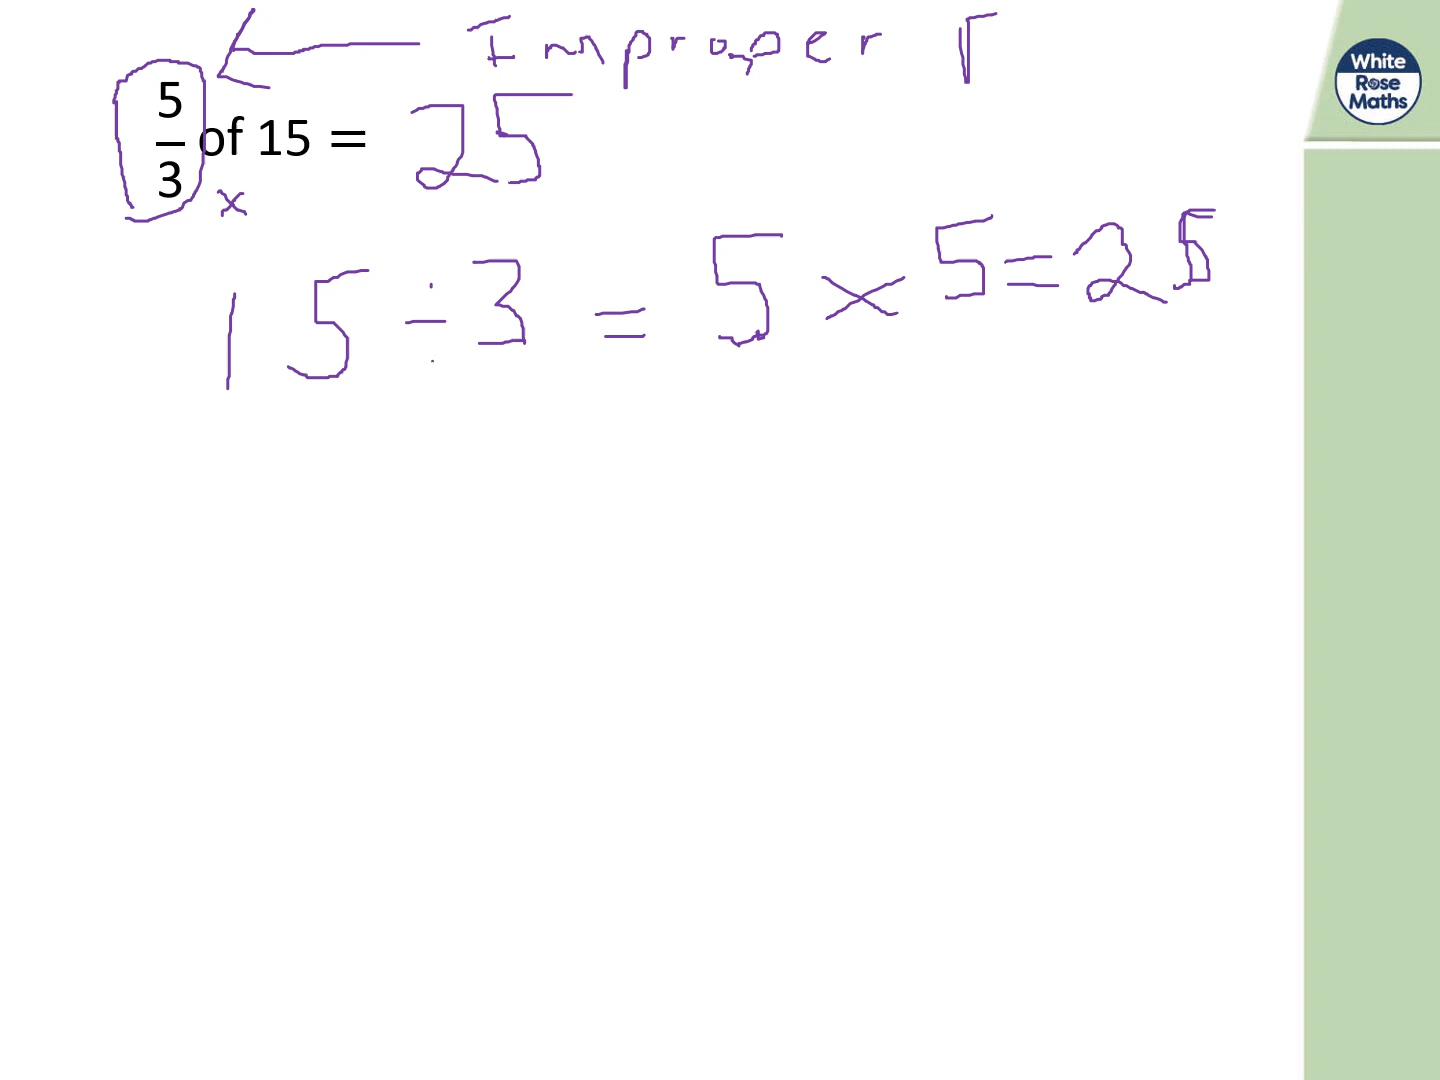 Improper F
5/3 of 15 = 25
x
15 ÷ 3 = 5 x 5 = 25
White
Rose
Maths